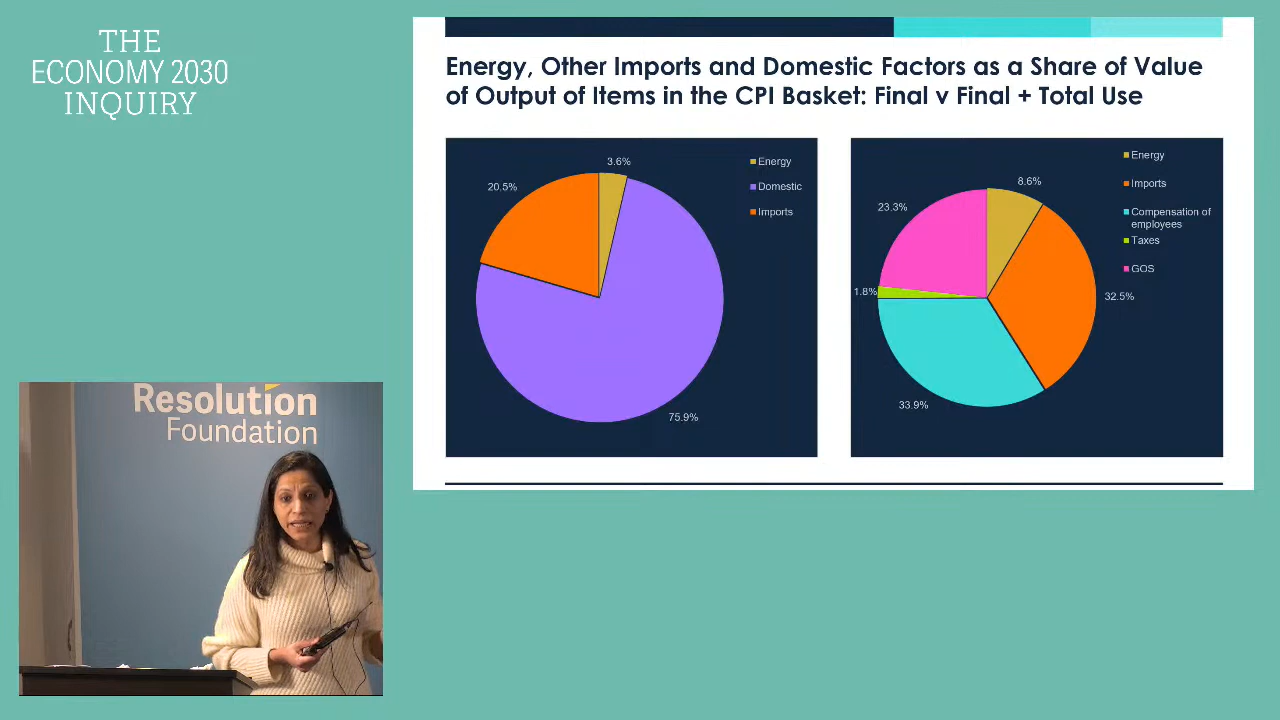 THE
ECONOMY 2030
INQUIRY
Energy, Other Imports and Domestic Factors as a Share of Value
of Output of Items in the CPI Basket: Final v Final + Total Use
3.6%
20.5%
75.9%
Energy
Domestic
Imports
8.6%
23.3%
1.8%
32.5%
33.9%
Energy
Imports
Compensation of
employees
Taxes
GOS
Resolution
Foundation